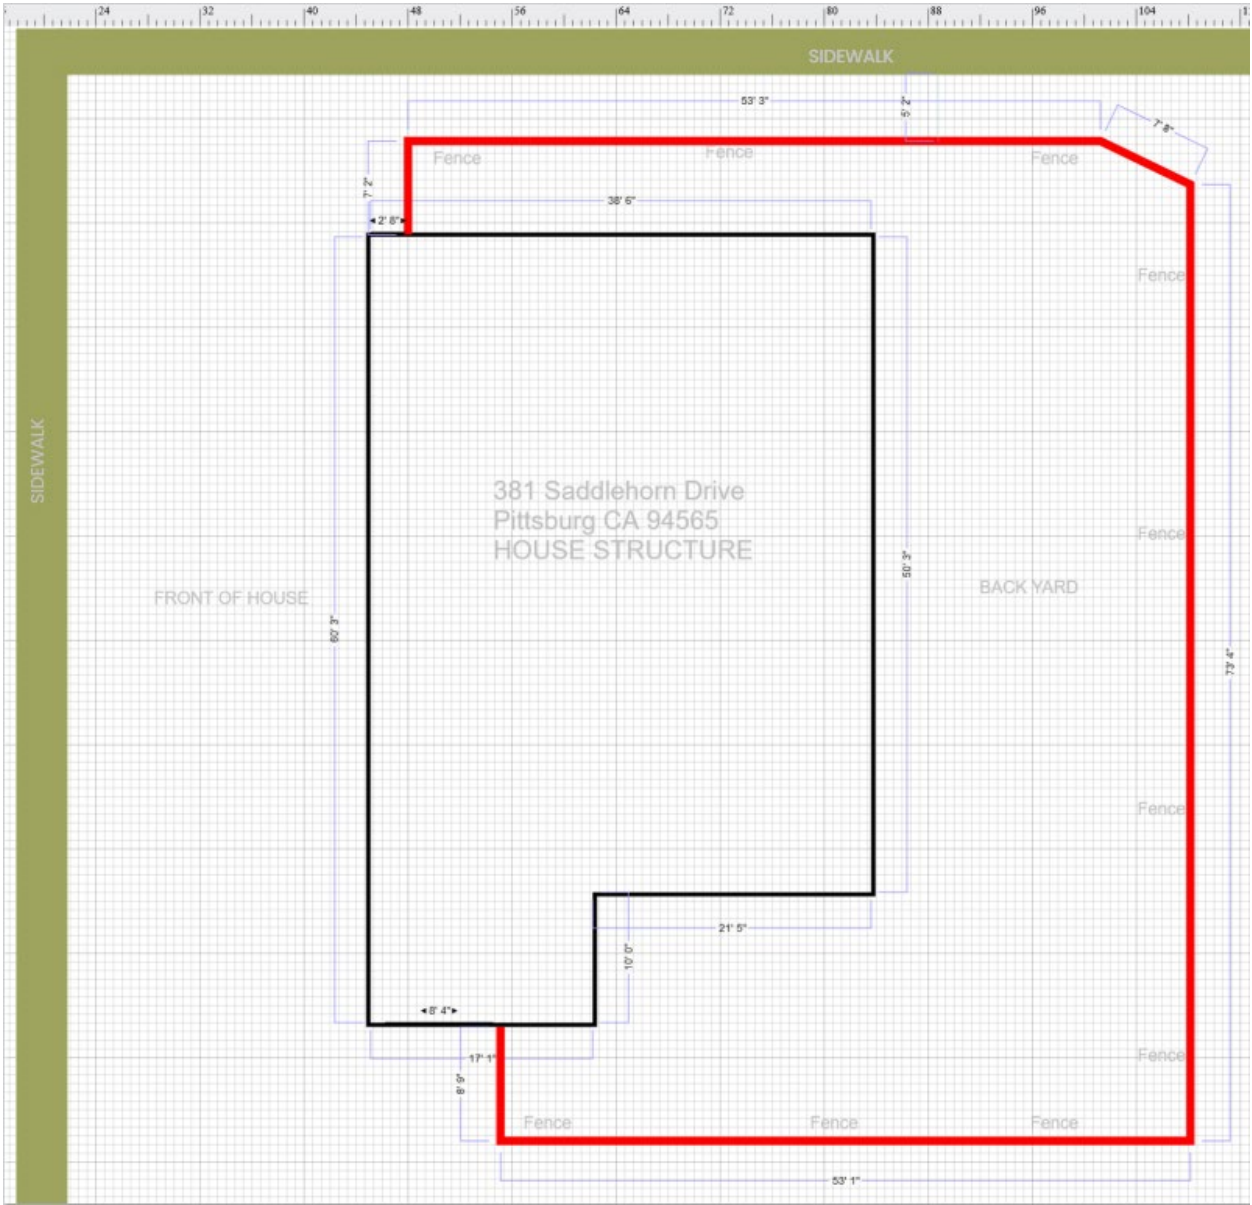 24 32 40 48 56 64 72 80 88 96 104
SIDEWALK
53' 3"
5' 2"
7' 8"
Fence Fence Fence
7' 2"
38' 6"
2' 8"
Fence
SIDEWALK
381 Saddlehorn Drive
Pittsburg CA 94565
HOUSE STRUCTURE
Fence
50' 3"
BACK YARD
FRONT OF HOUSE
60' 3"
73' 4"
Fence
21' 5"
10' 0"
8' 4"
17' 1"
Fence
8' 9"
Fence Fence Fence
53' 1"